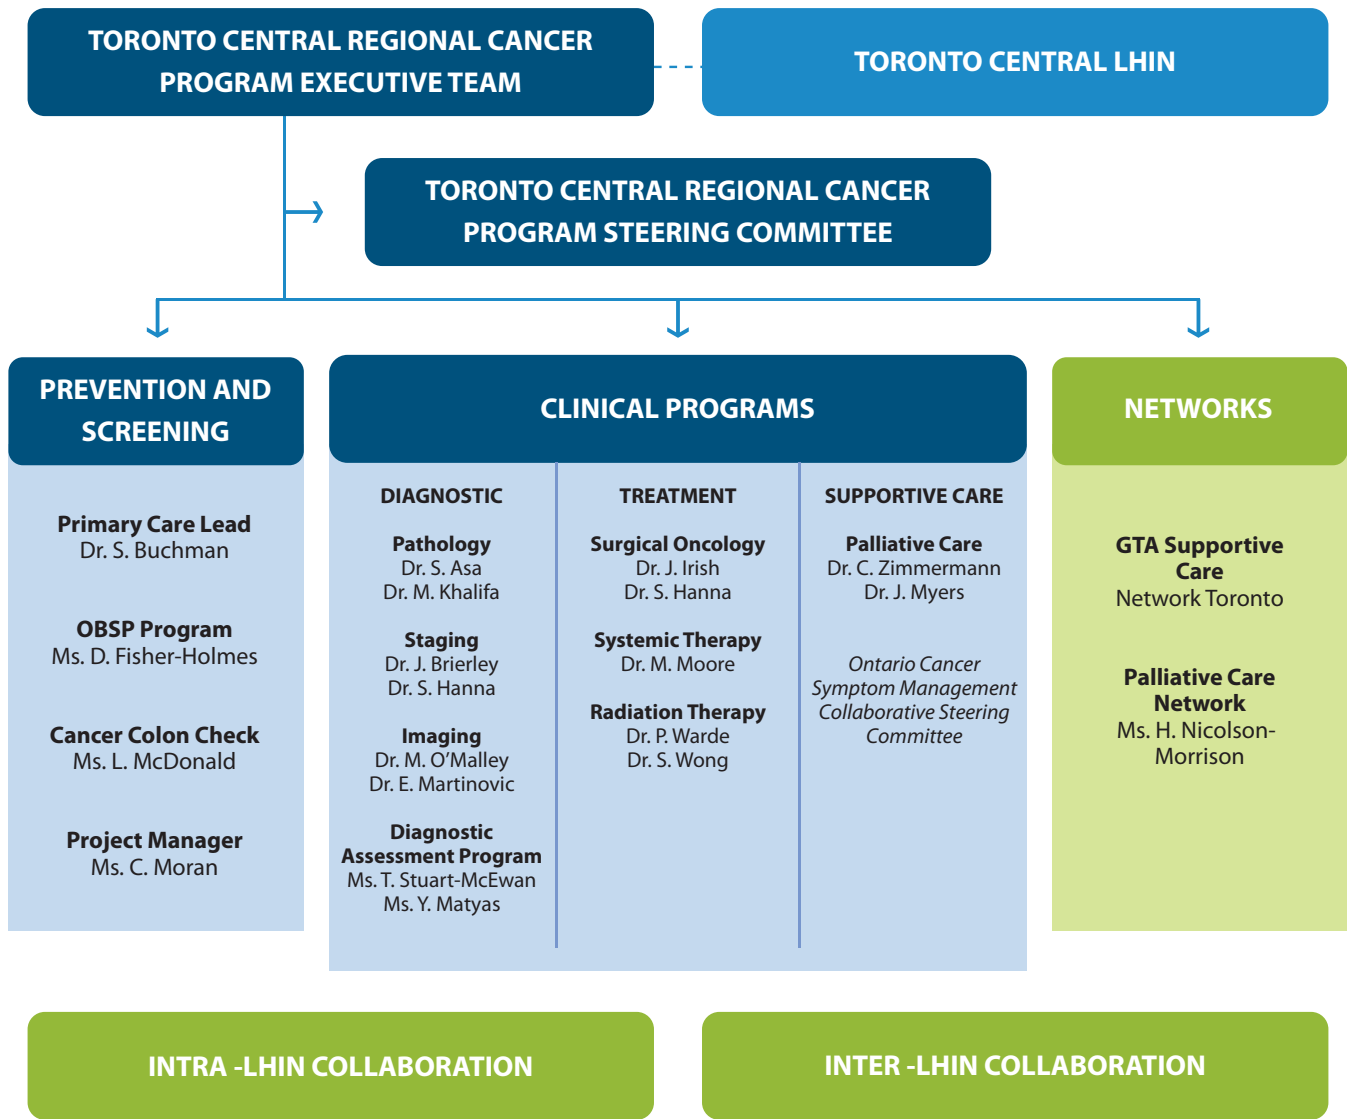 TORONTO CENTRAL REGIONAL CANCER
PROGRAM EXECUTIVE TEAM
TORONTO CENTRAL LHIN
TORONTO CENTRAL REGIONAL CANCER
PROGRAM STEERING COMMITTEE
PREVENTION AND
SCREENING
Primary Care Lead
Dr. S. Buchman
OBSP Program
Ms. D. Fisher-Holmes
Cancer Colon Check
Ms. L. McDonald
Project Manager
Ms. C. Moran
CLINICAL PROGRAMS
DIAGNOSTIC
Pathology
Dr. S. Asa
Dr. M. Khalifa
Staging
Dr. J. Brierley
Dr. S. Hanna
Imaging
Dr. M. O’Malley
Dr. E. Martinovic
Diagnostic
Assessment Program
Ms. T. Stuart-McEwan
Ms. Y. Matyas
TREATMENT
Surgical Oncology
Dr. J. Irish
Dr. S. Hanna
Systemic Therapy
Dr. M. Moore
Radiation Therapy
Dr. P. Warde
Dr. S. Wong
SUPPORTIVE CARE
Palliative Care
Dr. C. Zimmermann
Dr. J. Myers
Ontario Cancer
Symptom Management
Collaborative Steering
Committee
NETWORKS
GTA Supportive
Care
Network Toronto
Palliative Care
Network
Ms. H. Nicolson-
Morrison
INTRA -LHIN COLLABORATION
INTER -LHIN COLLABORATION